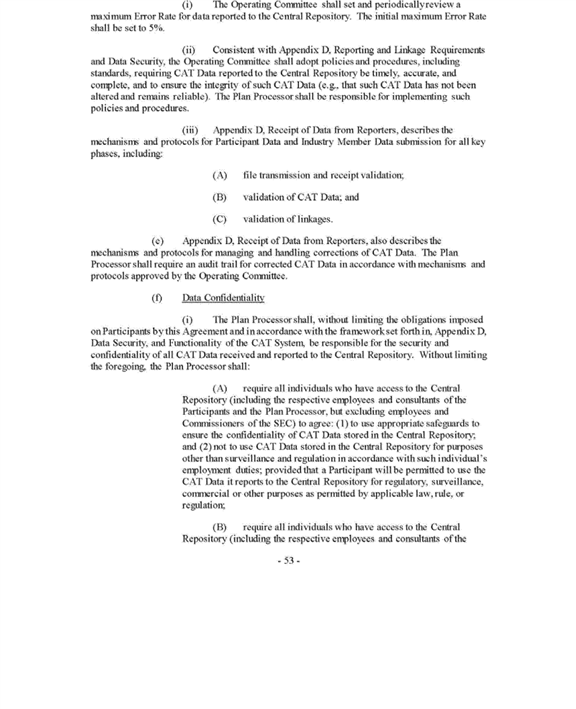 (i) The Operating Committee shall set and periodically review a
maximum Error Rate for data reported to the Central Repository. The initial maximum Error Rate
shall be set to 5%.
(ii) Consistent with Appendix D, Reporting and Linkage Requirements
and Data Security, the Operating Committee shall adopt policies and procedures, including
standards, requiring CAT Data reported to the Central Repository be timely, accurate, and
complete, and to ensure the integrity of such CAT Data (e.g., that such CAT Data has not been
altered and remains reliable). The Plan Processor shall be responsible for implementing such
policies and procedures.
(iii) Appendix D, Receipt of Data from Reporters, describes the
mechanisms and protocols for Participant Data and Industry Member Data submission for all key
phases, including:
(A) file transmission and receipt validation;
(B) validation of CAT Data; and
(C) validation of linkages.
(e) Appendix D, Receipt of Data from Reporters, also describes the
mechanisms and protocols for managing and handling corrections of CAT Data. The Plan
Processor shall require an audit trail for corrected CAT Data in accordance with mechanisms and
protocols approved by the Operating Committee.
(f) Data Confidentiality
(i) The Plan Processor shall, without limiting the obligations imposed
on Participants by this Agreement and in accordance with the framework set forth in, Appendix D,
Data Security, and Functionality of the CAT System, be responsible for the security and
confidentiality of all CAT Data received and reported to the Central Repository. Without limiting
the foregoing, the Plan Processor shall:
(A) require all individuals who have access to the Central
Repository (including the respective employees and consultants of the
Participants and the Plan Processor, but excluding employees and
Commissioners of the SEC) to agree: (1) to use appropriate safeguards to
ensure the confidentiality of CAT Data stored in the Central Repository;
and (2) not to use CAT Data stored in the Central Repository for purposes
other than surveillance and regulation in accordance with such individual's
employment duties; provided that a Participant will be permitted to use the
CAT Data it reports to the Central Repository for regulatory, surveillance,
commercial or other purposes as permitted by applicable law, rule, or
regulation;
(B) require all individuals who have access to the Central
Repository (including the respective employees and consultants of the
- 53 -